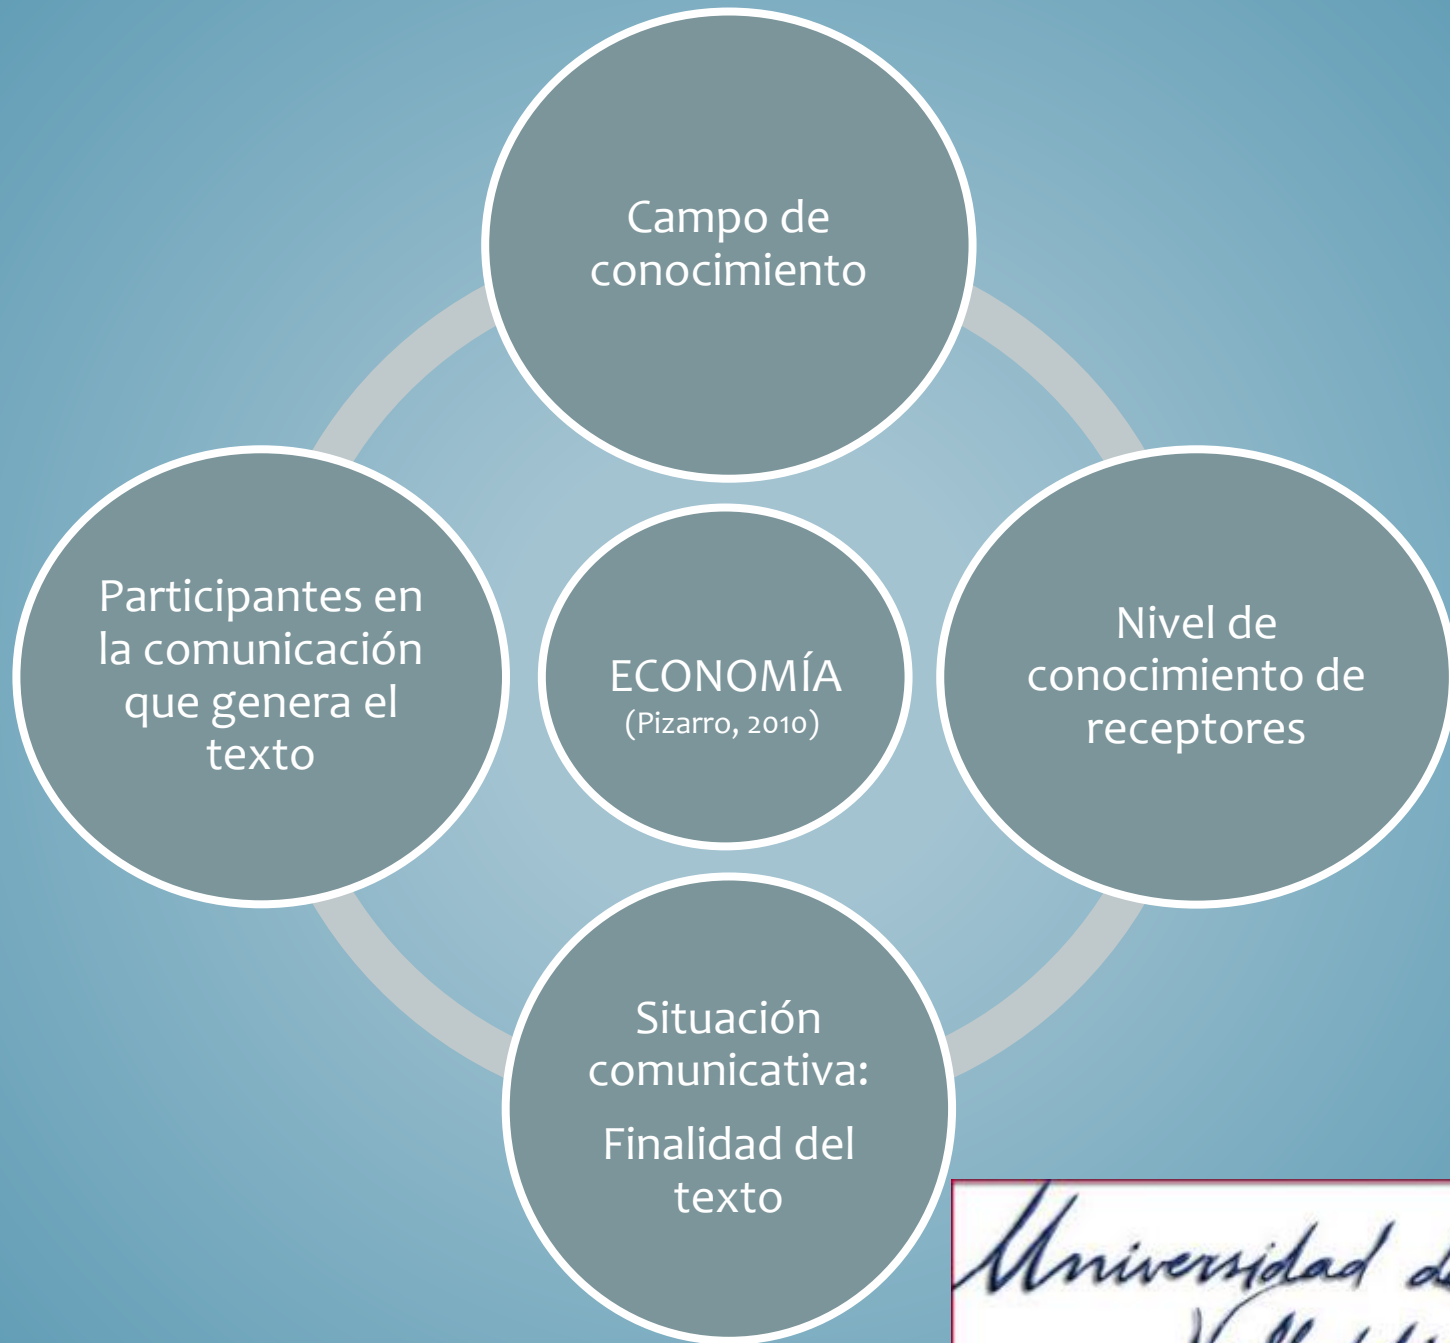 Campo de
conocimiento
Participantes en
la comunicación
que genera el
texto
ECONOMÍA
(Pizarro, 2010)
Nivel de
conocimiento de
receptores
Situación
comunicativa:
Finalidad del
texto
Universidad